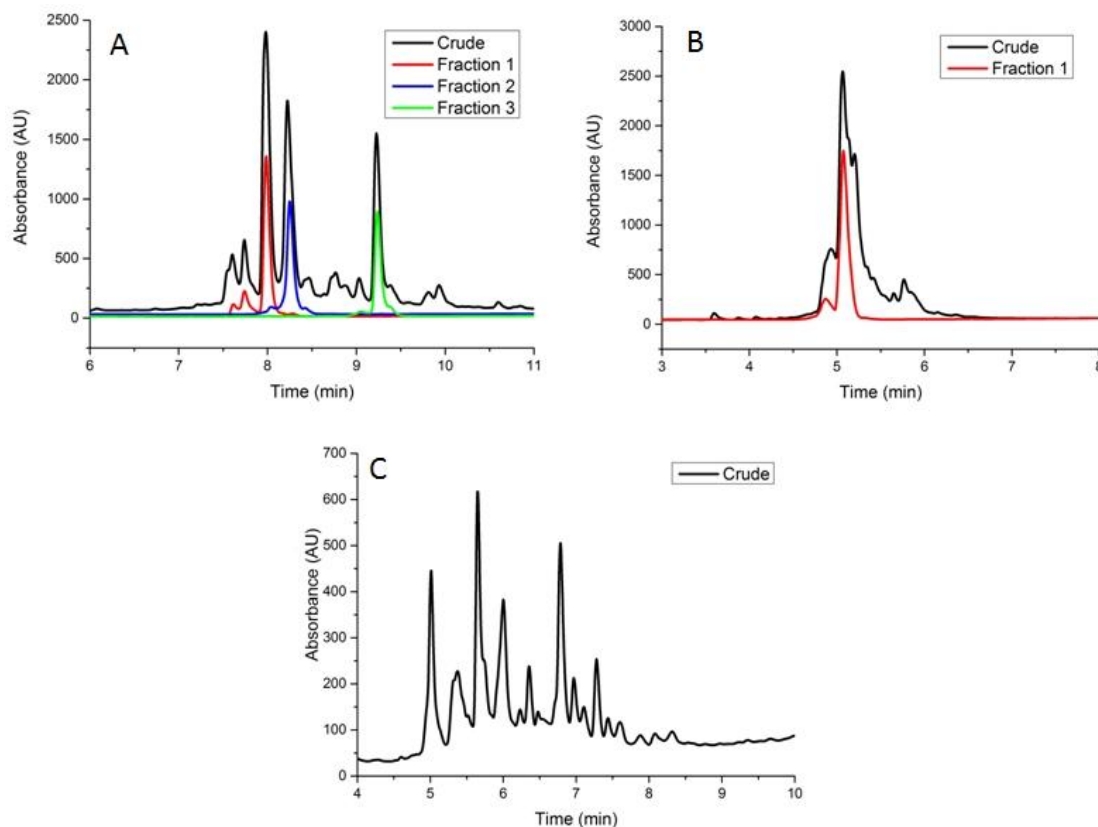 A
Crude
Fraction 1
Fraction 2
Fraction 3
2500
2000
1500
1000
500
0
Absorbance (AU)
6 7 8 9 10 11
Time (min)
B
Crude
Fraction 1
3000
2500
2000
1500
1000
500
0
Absorbance (AU)
3 4 5 6 7 8
Time (min)
C
Crude
700
600
500
400
300
200
100
0
Absorbance (AU)
4 5 6 7 8 9 10
Time (min)